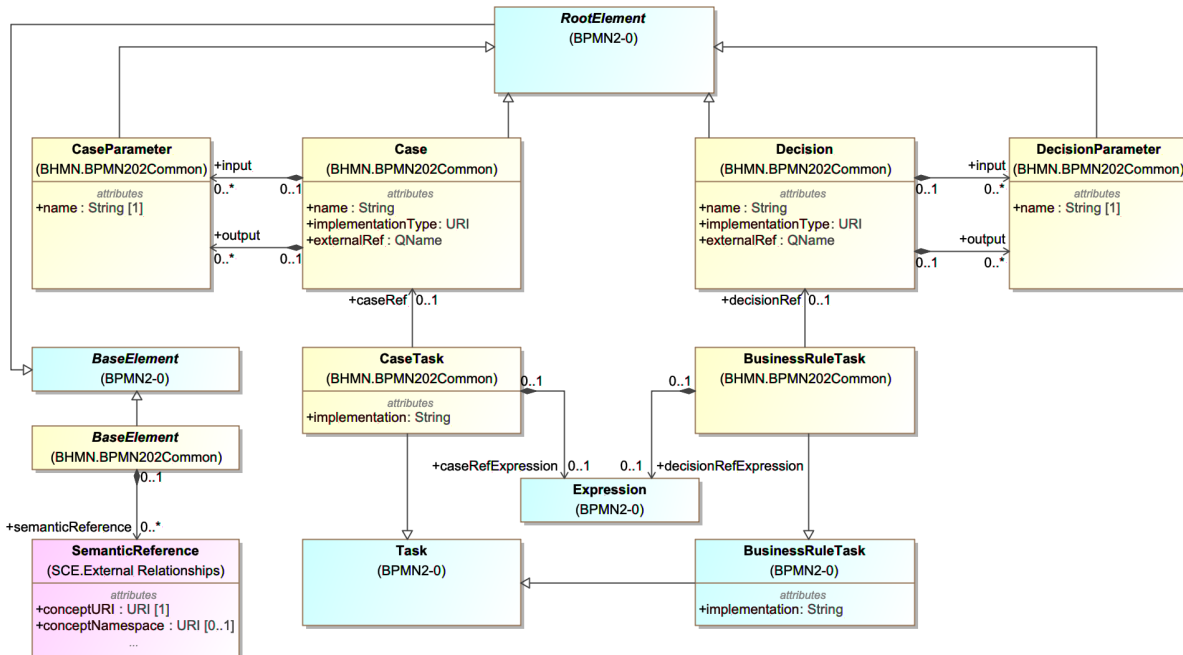 RootElement
(BPMN2-0)
CaseParameter
(BHMN.BPMN202Common)
attributes
+name : String [1]
+input
0..*
0..1
+output
0..*
0..1
Case
(BHMN.BPMN202Common)
attributes
+name : String
+implementationType : URI
+externalRef : QName
Decision
(BHMN.BPMN202Common)
attributes
+name : String
+implementationType : URI
+externalRef : QName
+input
0..1
0..*
+output
0..1
0..*
DecisionParameter
(BHMN.BPMN202Common)
attributes
+name : String [1]
+caseRef 0..1
+decisionRef 0..1
BaseElement
(BPMN2-0)
CaseTask
(BHMN.BPMN202Common)
attributes
+implementation : String
0..1
0..1
BusinessRuleTask
(BHMN.BPMN202Common)
BaseElement
(BHMN.BPMN202Common)
0..1
+caseRefExpression 0..1
0..1 +decisionRefExpression
Expression
(BPMN2-0)
+semanticReference 0..*
SemanticReference
(SCE.External Relationships)
attributes
+conceptURI : URI [1]
+conceptNamespace : URI [0..1]
...
Task
(BPMN2-0)
BusinessRuleTask
(BPMN2-0)
attributes
+implementation : String